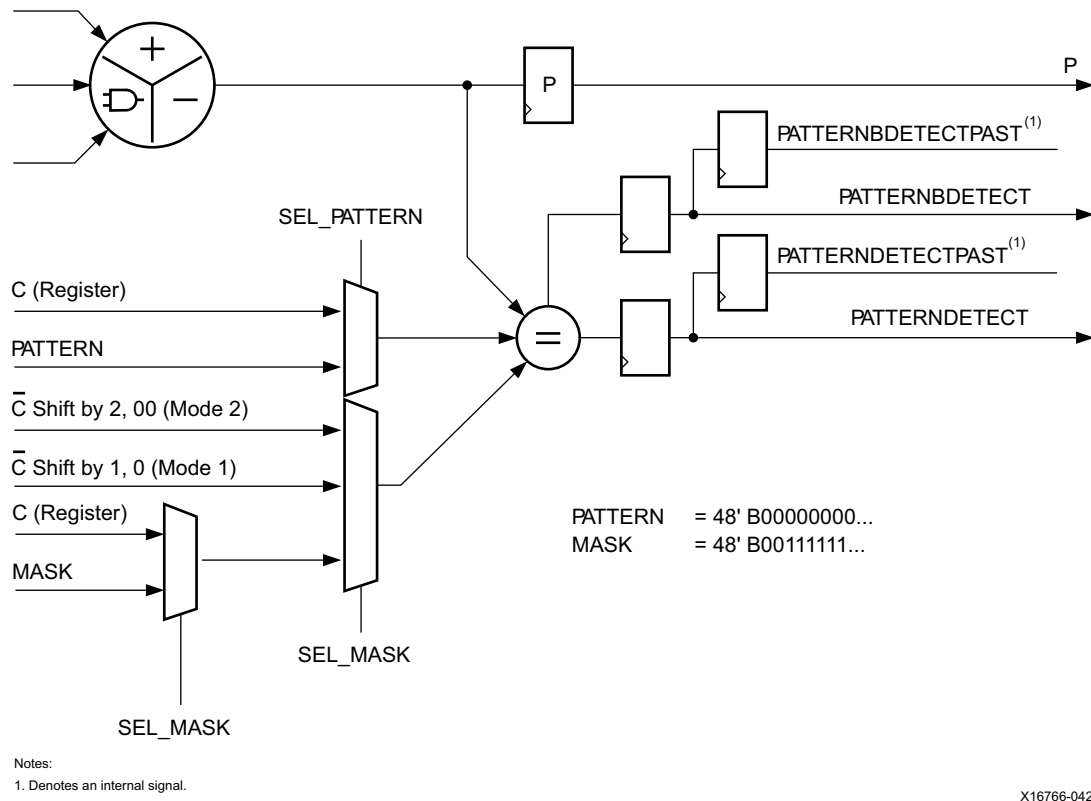 P
P
PATTERNBDETECTPAST(1)
PATTERNBDETECT
SEL_PATTERN
PATTERNDETECTPAST(1)
C (Register)
PATTERNDETECT
PATTERN
C̅ Shift by 2, 00 (Mode 2)
C̅ Shift by 1, 0 (Mode 1)
C (Register)
PATTERN = 48' B00000000...
MASK = 48' B00111111...
MASK
SEL_MASK
SEL_MASK
Notes:
1. Denotes an internal signal.
X16766-042